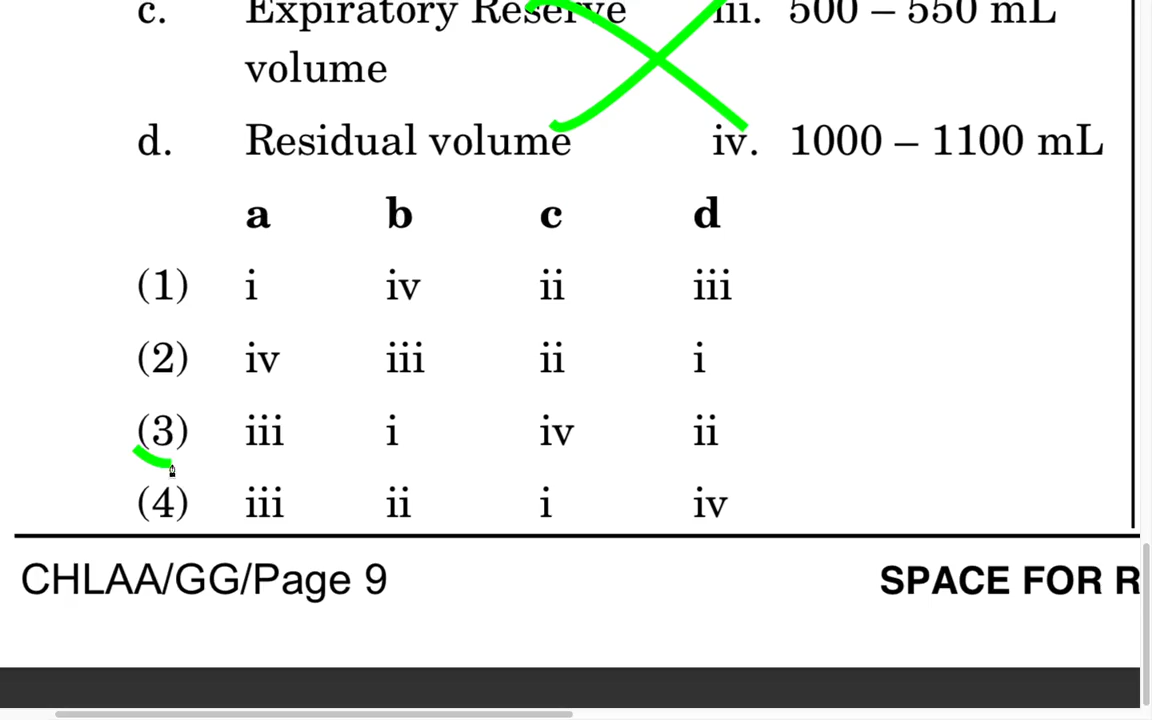 c. Expiratory Reserve iii. 500 – 550 mL
volume
d. Residual volume iv. 1000 – 1100 mL
a b c d
(1) i iv ii iii
(2) iv iii ii i
(3) iii i iv ii
(4) iii ii i iv
CHLAA/GG/Page 9 SPACE FOR R